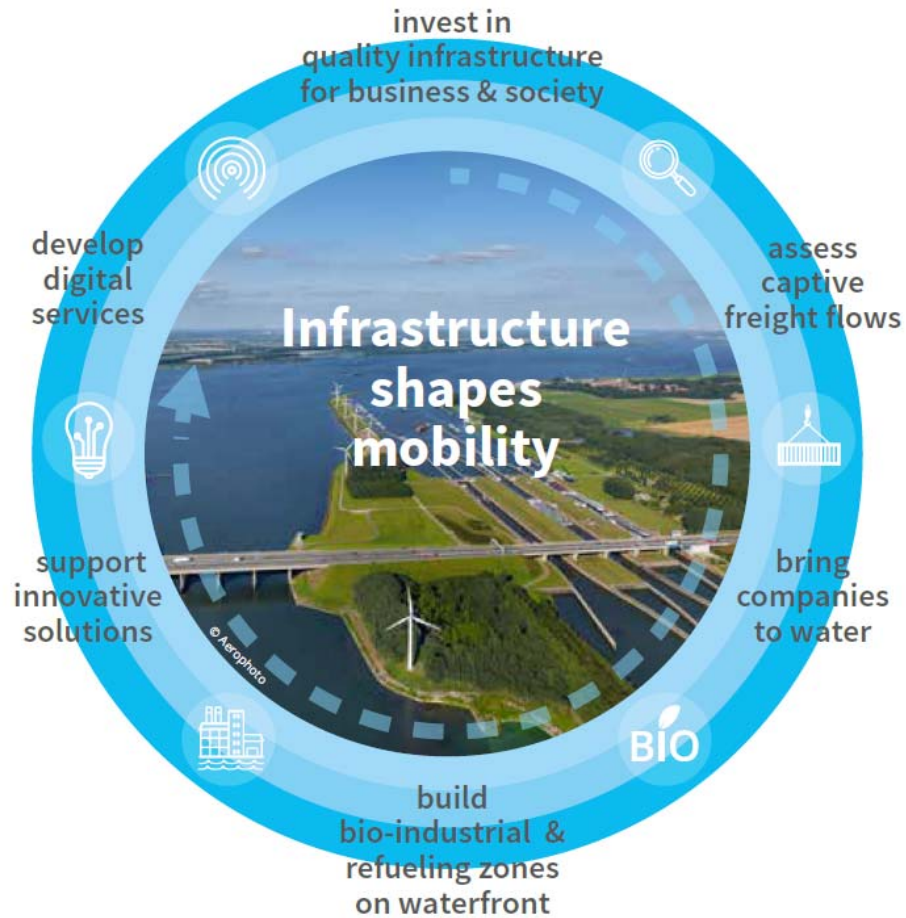 invest in
quality infrastructure
for business & society
assess
captive
freight flows
bring
companies
to water
BIO
build
bio-industrial &
refueling zones
on waterfront
support
innovative
solutions
develop
digital
services
Infrastructure
shapes
mobility
© Aerophoto